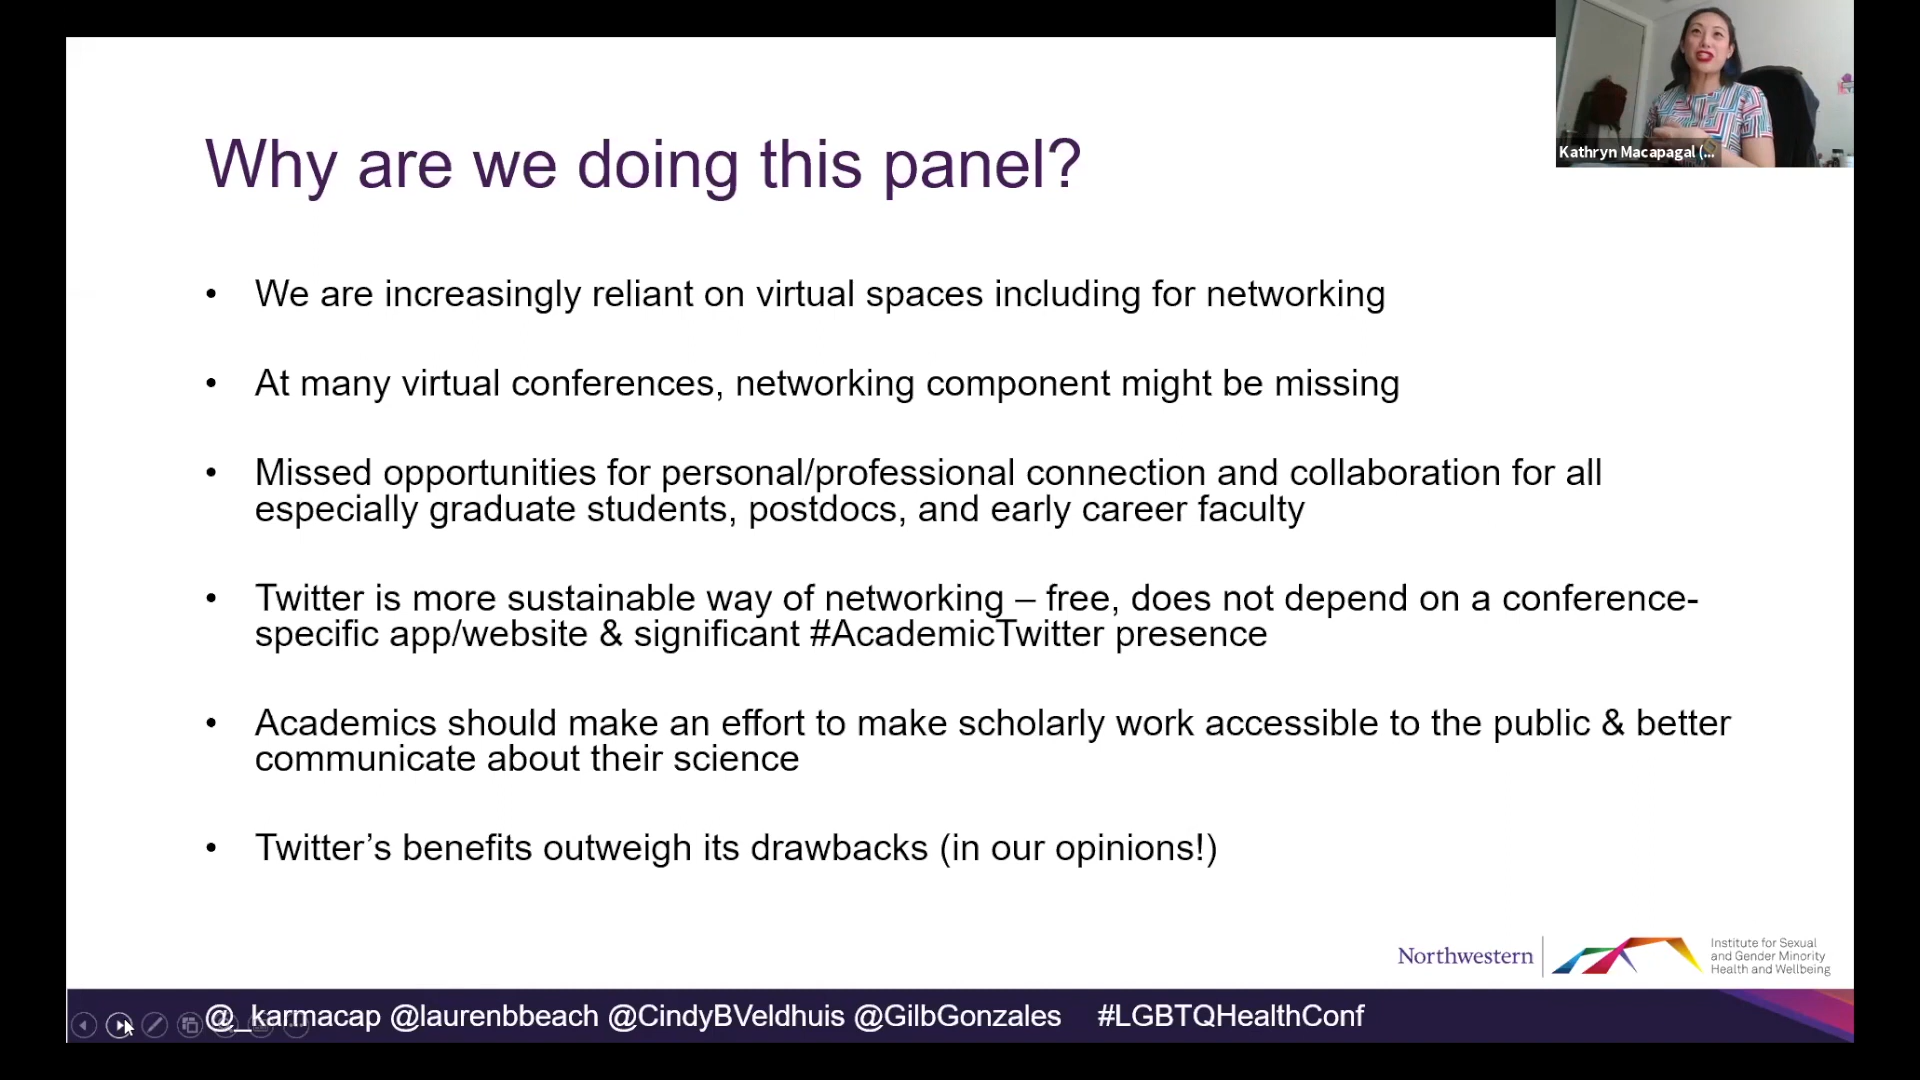 Kathryn Macapagal (...
Why are we doing this panel?
• We are increasingly reliant on virtual spaces including for networking
• At many virtual conferences, networking component might be missing
• Missed opportunities for personal/professional connection and collaboration for all
especially graduate students, postdocs, and early career faculty
• Twitter is more sustainable way of networking – free, does not depend on a conference-
specific app/website & significant #AcademicTwitter presence
• Academics should make an effort to make scholarly work accessible to the public & better
communicate about their science
• Twitter’s benefits outweigh its drawbacks (in our opinions!)
Northwestern
Institute for Sexual
and Gender Minority
Health and Wellbeing
@_karmacap @laurenbbeach @CindyBVeldhuis @GilbGonzales #LGBTQHealthConf